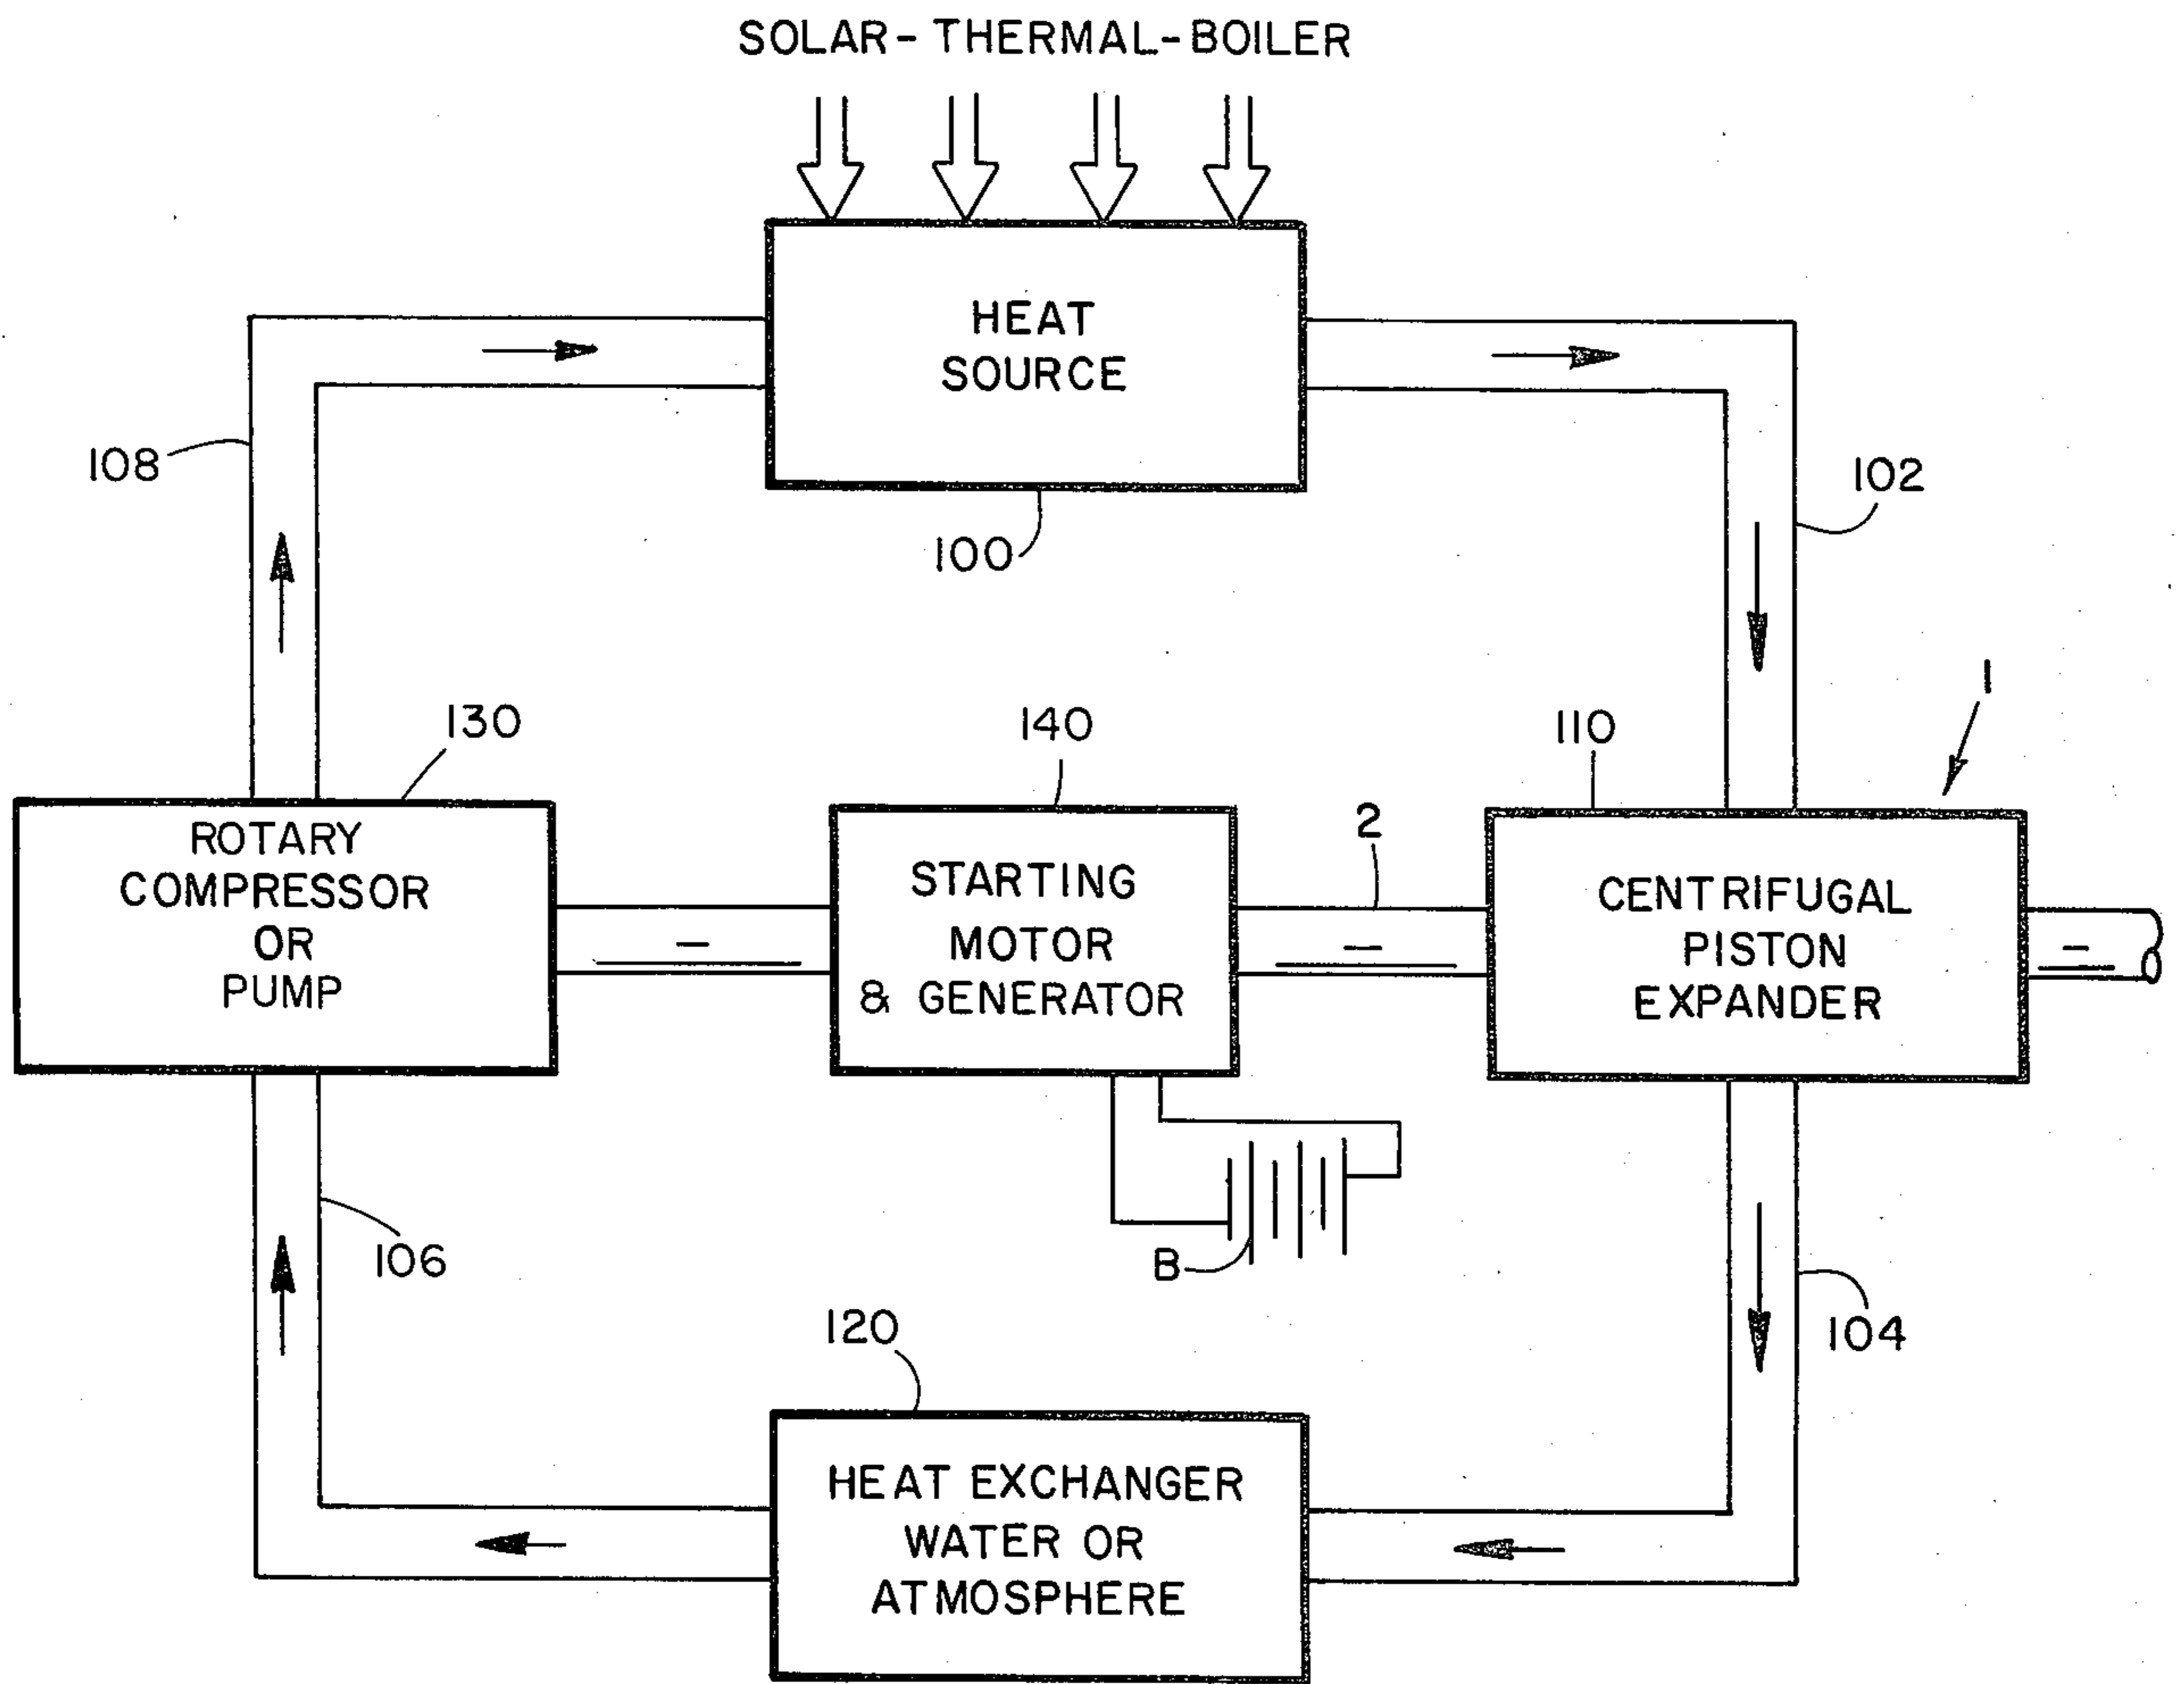 SOLAR-THERMAL-BOILER
HEAT
SOURCE
108
102
100
1
130
140
110
2
ROTARY
COMPRESSOR
OR
PUMP
STARTING
MOTOR
& GENERATOR
CENTRIFUGAL
PISTON
EXPANDER
106
B
120
104
HEAT EXCHANGER
WATER OR
ATMOSPHERE